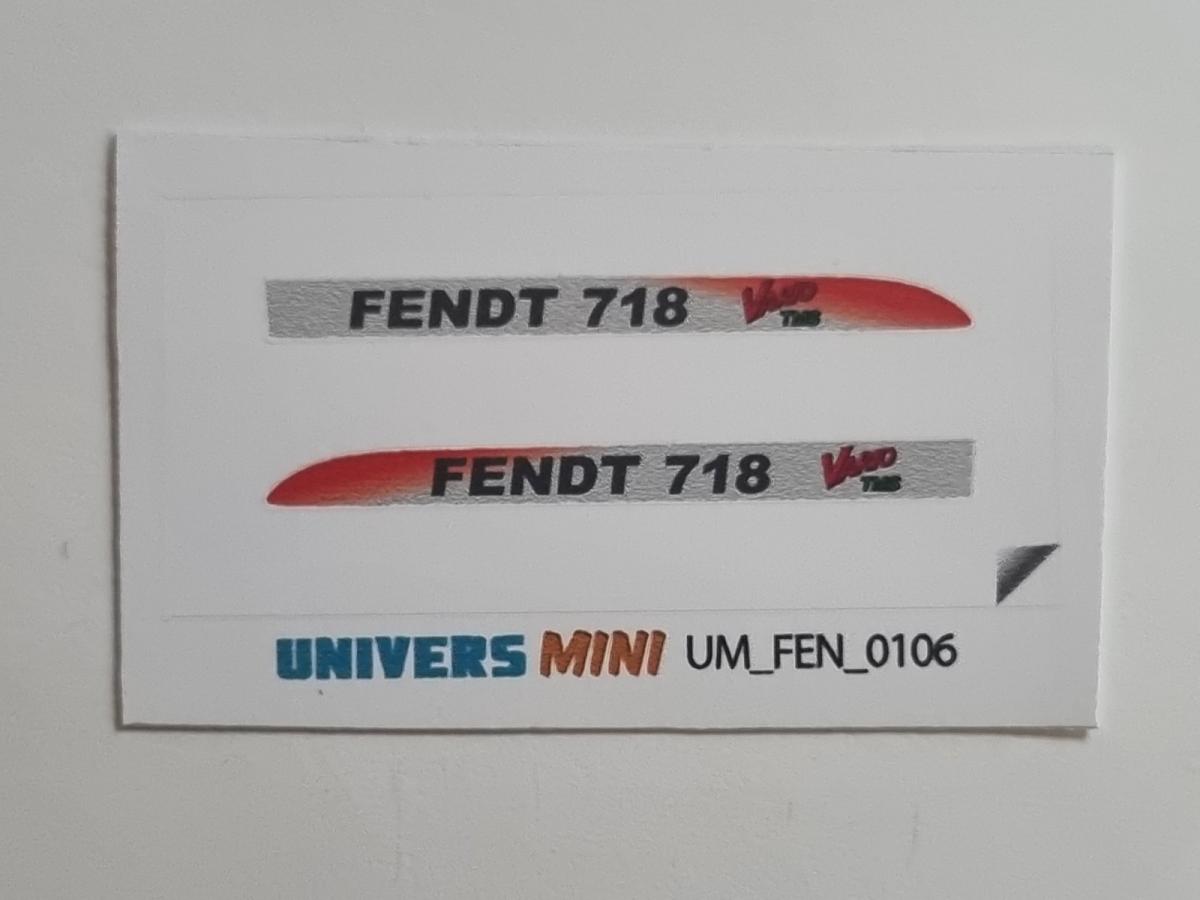 FENDT 718 VARIO
TMS
FENDT 718 VARIO
TMS
UNIVERS MINI UM_FEN_0106